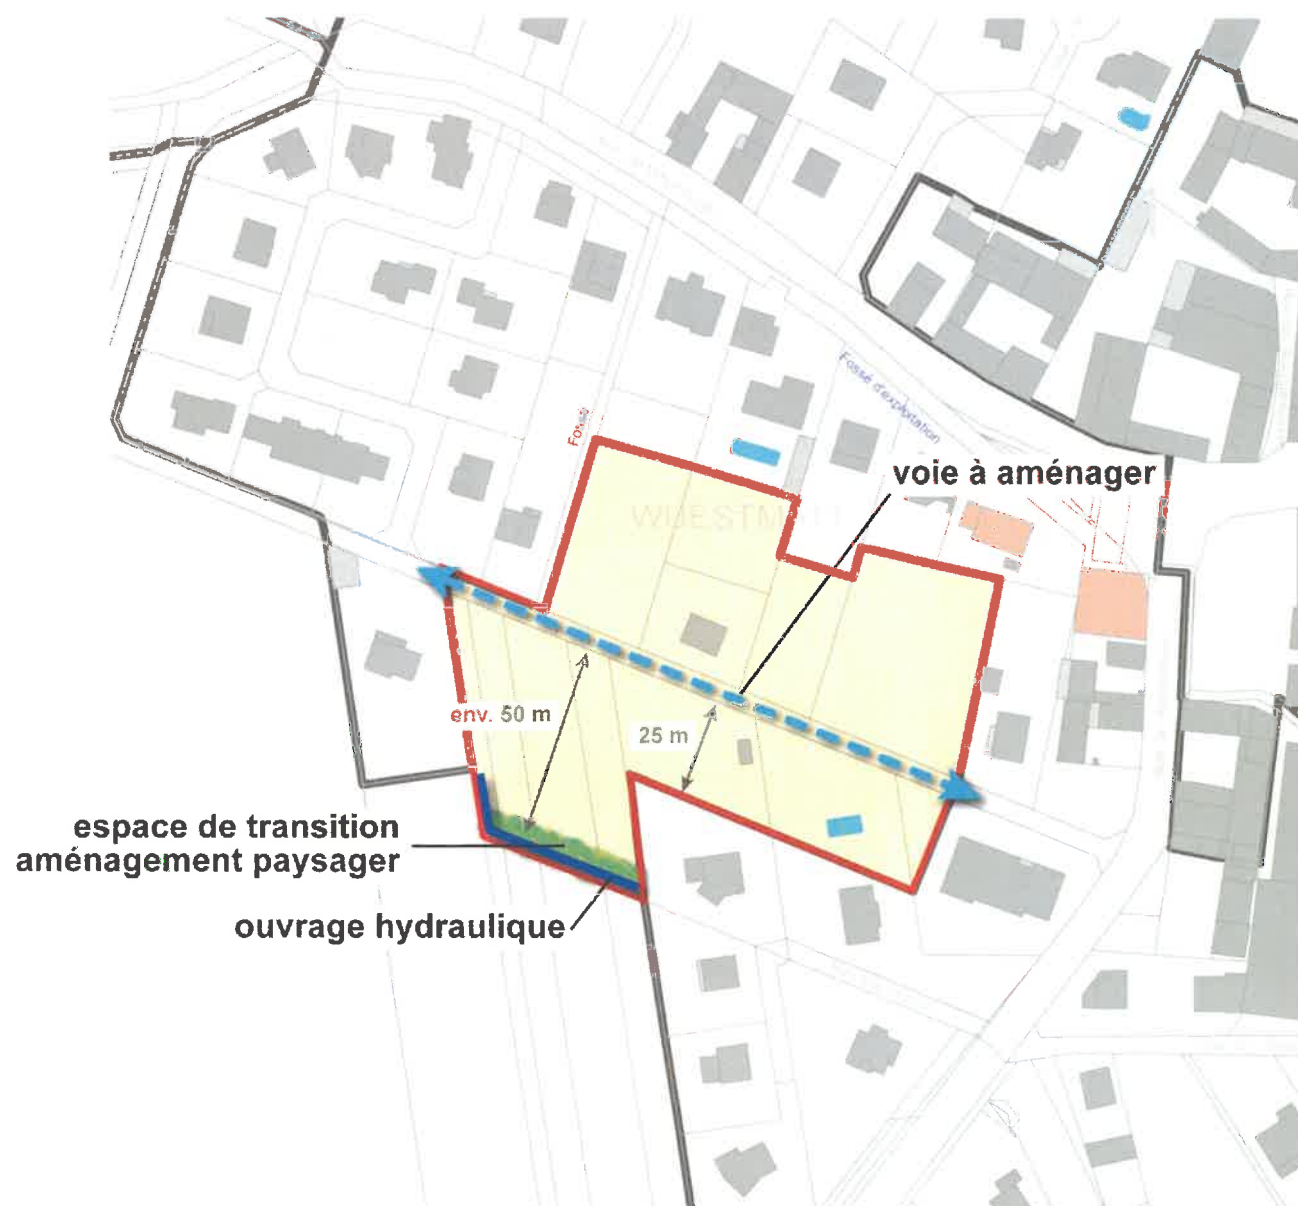 Fossé d'exploitation
voie à aménager
env. 50 m
25 m
espace de transition
aménagement paysager
ouvrage hydraulique